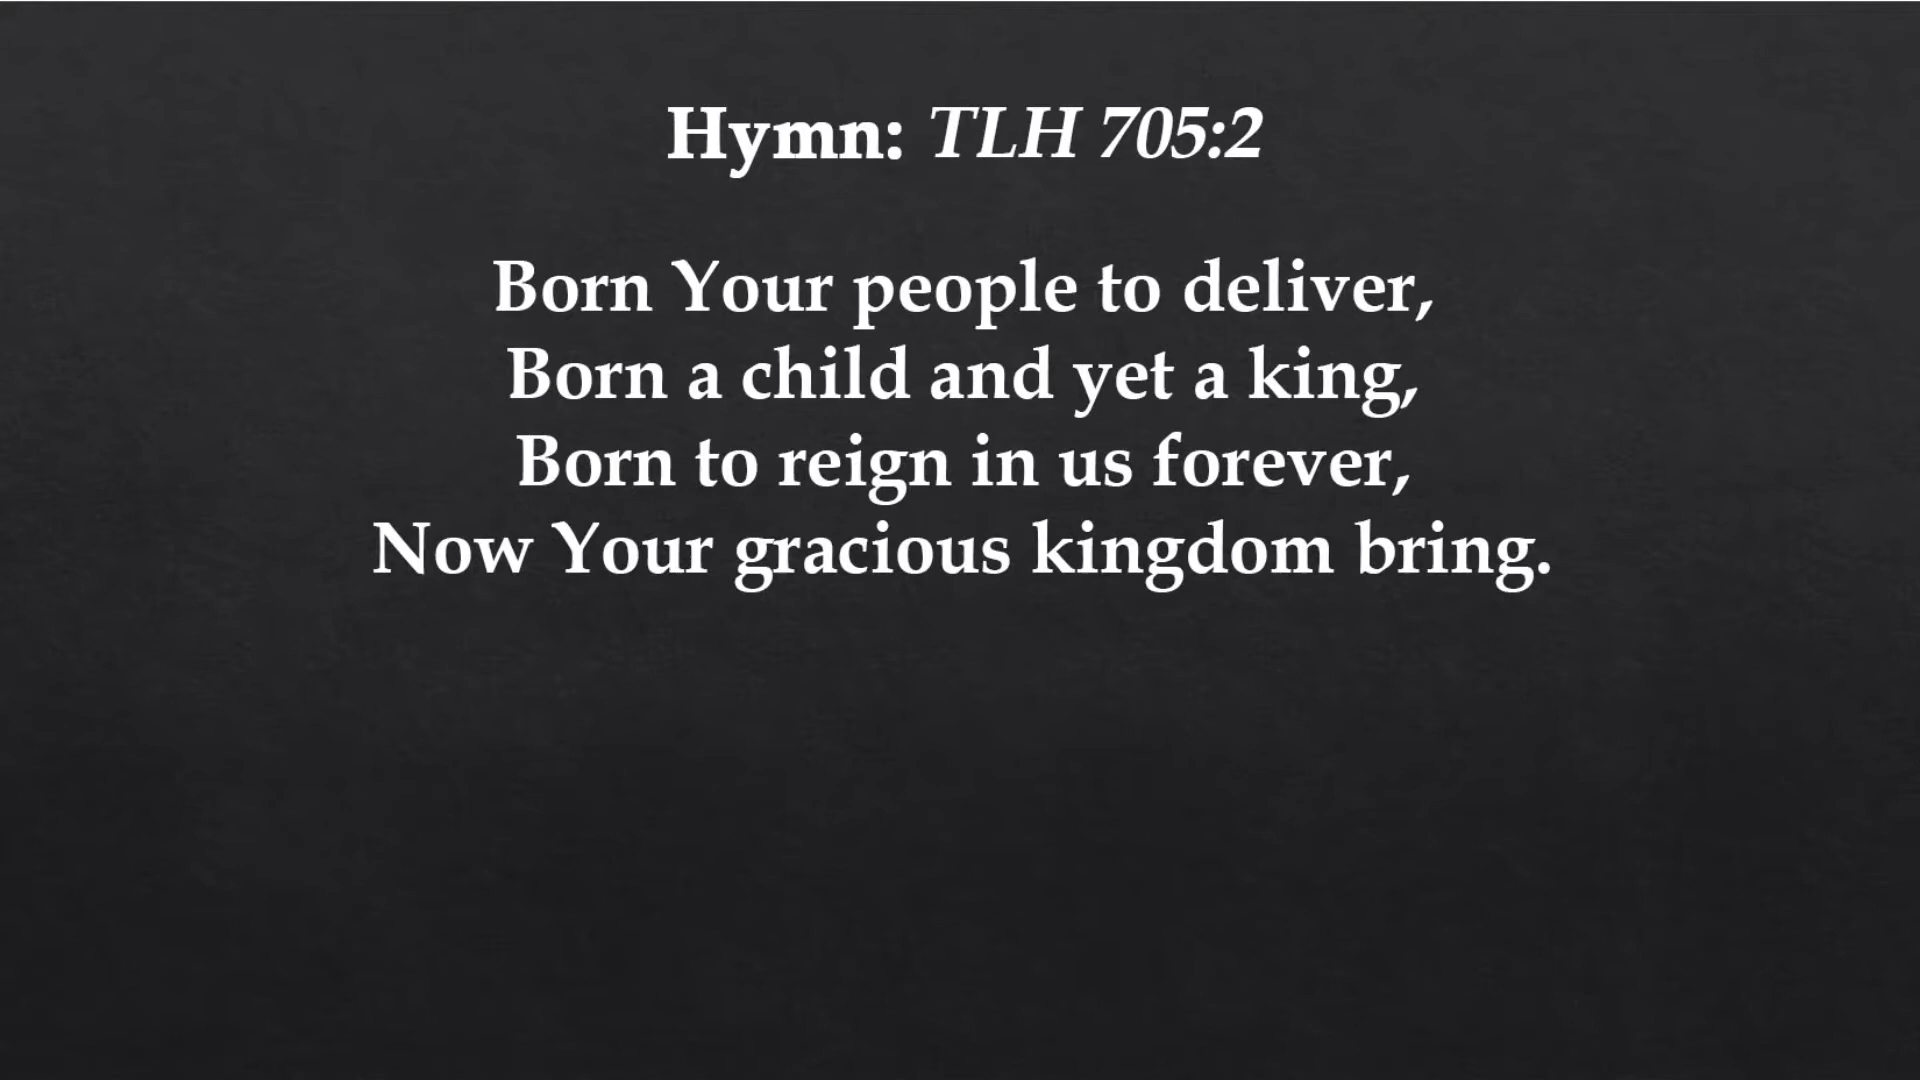 Hymn: TLH 705:2
Born Your people to deliver,
Born a child and yet a king,
Born to reign in us forever,
Now Your gracious kingdom bring.